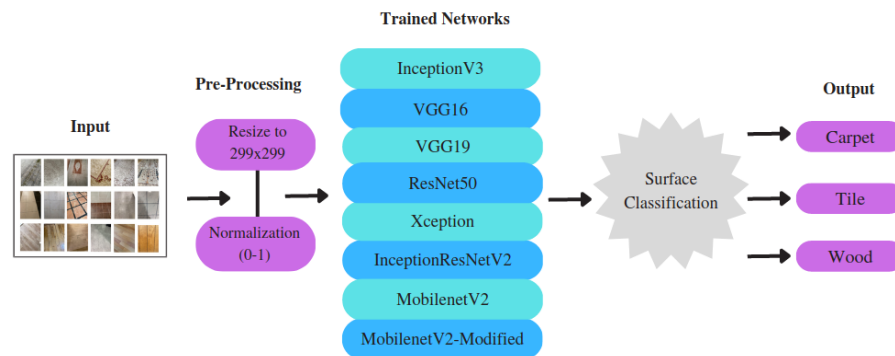 Input
Pre-Processing
Resize to
299x299
Normalization
(0-1)
Trained Networks
InceptionV3
VGG16
VGG19
ResNet50
Xception
InceptionResNetV2
MobilenetV2
MobilenetV2-Modified
Surface
Classification
Output
Carpet
Tile
Wood